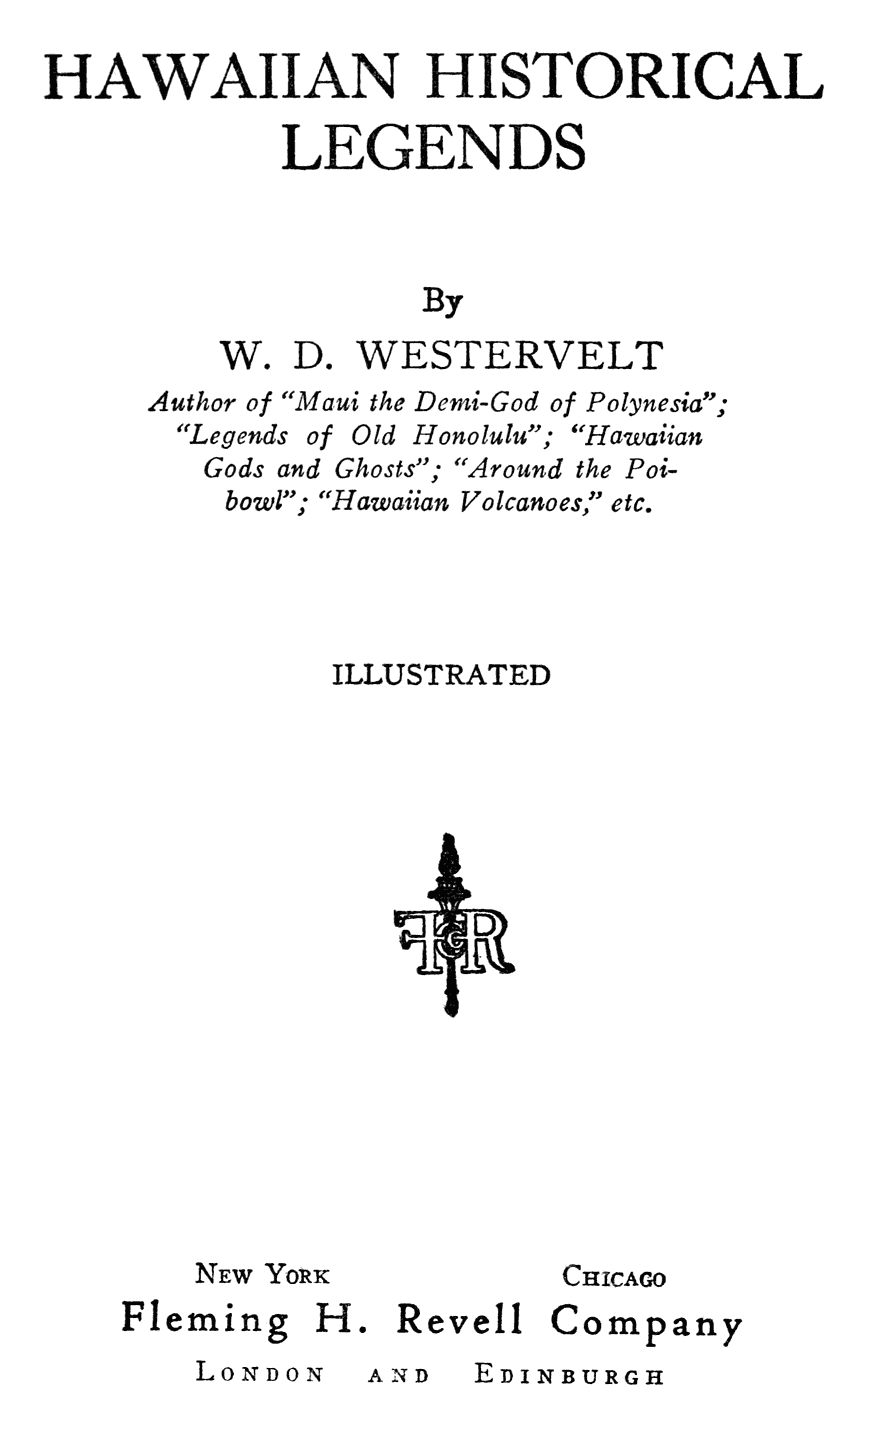 HAWAIIAN HISTORICAL
LEGENDS
By
W. D. WESTERVELT
Author of “Maui the Demi-God of Polynesia”;
“Legends of Old Honolulu”; “Hawaiian
Gods and Ghosts”; “Around the Poi-
bowl”; “Hawaiian Volcanoes,” etc.
ILLUSTRATED
F G R
NEW YORK CHICAGO
Fleming H. Revell Company
LONDON AND EDINBURGH